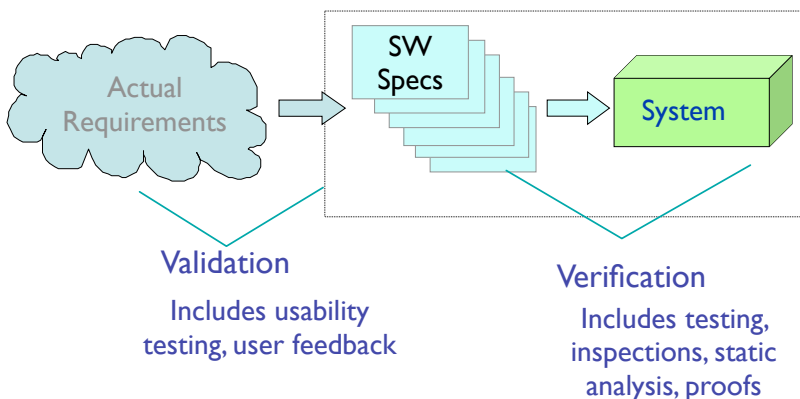 Actual
Requirements
SW
Specs
System
Validation
Includes usability
testing, user feedback
Verification
Includes testing,
inspections, static
analysis, proofs